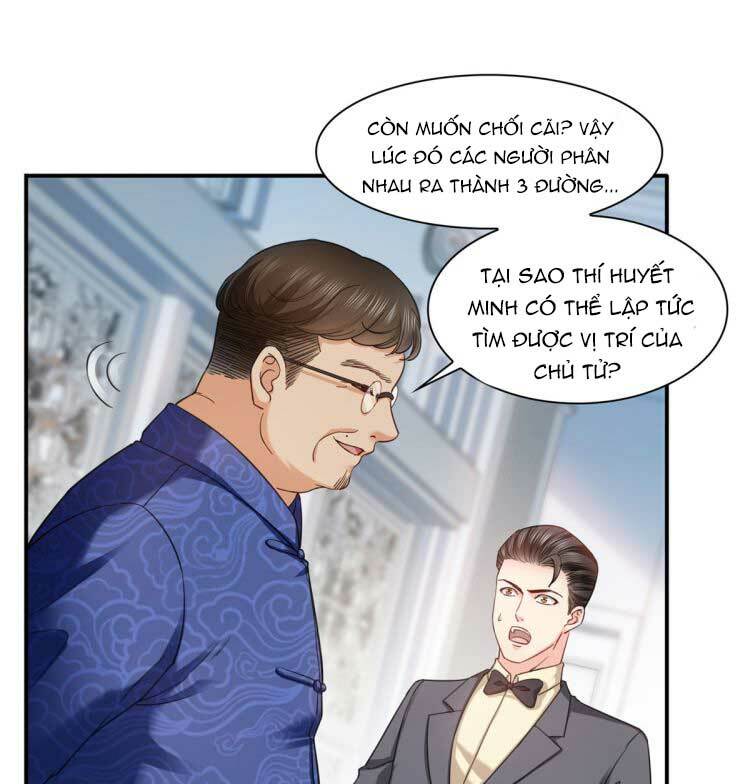 CÒN MUỐN CHỐI CÃI? VẬY
LÚC ĐÓ CÁC NGƯỜI PHÂN
NHAU RA THÀNH 3 ĐƯỜNG...
TẠI SAO THÍ HUYẾT
MINH CÓ THỂ LẬP TỨC
TÌM ĐƯỢC VỊ TRÍ CỦA
CHỦ TỬ?